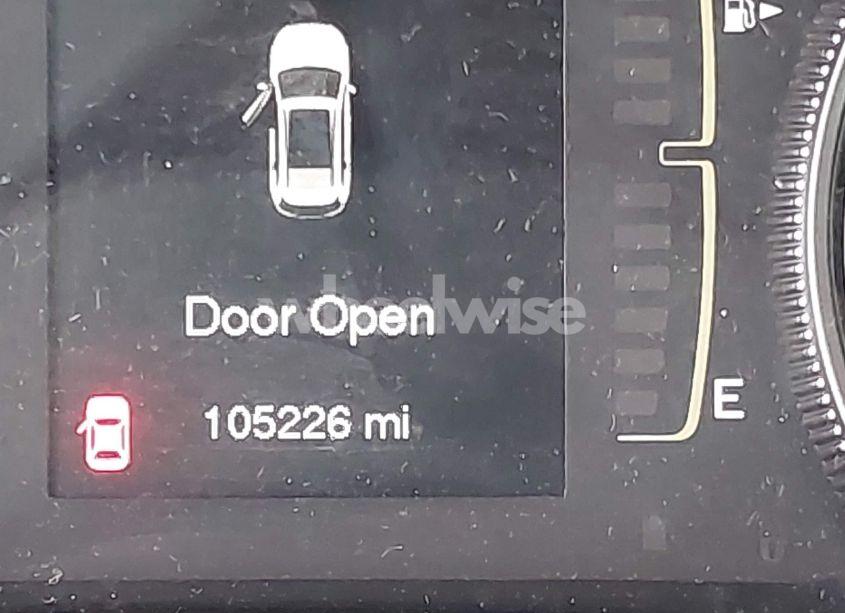 Door Open
wheelwise
105226 mi
E